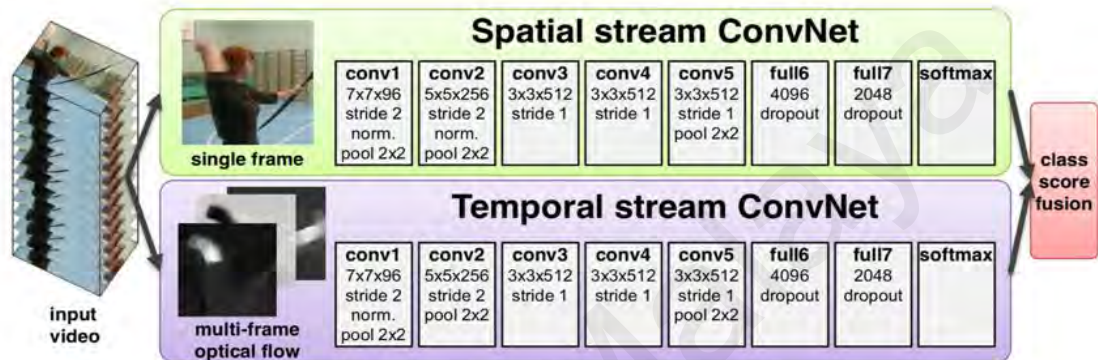 input
video
Spatial stream ConvNet
single frame
conv1
7x7x96
stride 2
norm.
pool 2x2
conv2
5x5x256
stride 2
norm.
pool 2x2
conv3
3x3x512
stride 1
conv4
3x3x512
stride 1
conv5
3x3x512
stride 1
pool 2x2
full6
4096
dropout
full7
2048
dropout
softmax
Temporal stream ConvNet
multi-frame
optical flow
conv1
7x7x96
stride 2
norm.
pool 2x2
conv2
5x5x256
stride 2
pool 2x2
conv3
3x3x512
stride 1
conv4
3x3x512
stride 1
conv5
3x3x512
stride 1
pool 2x2
full6
4096
dropout
full7
2048
dropout
softmax
class
score
fusion